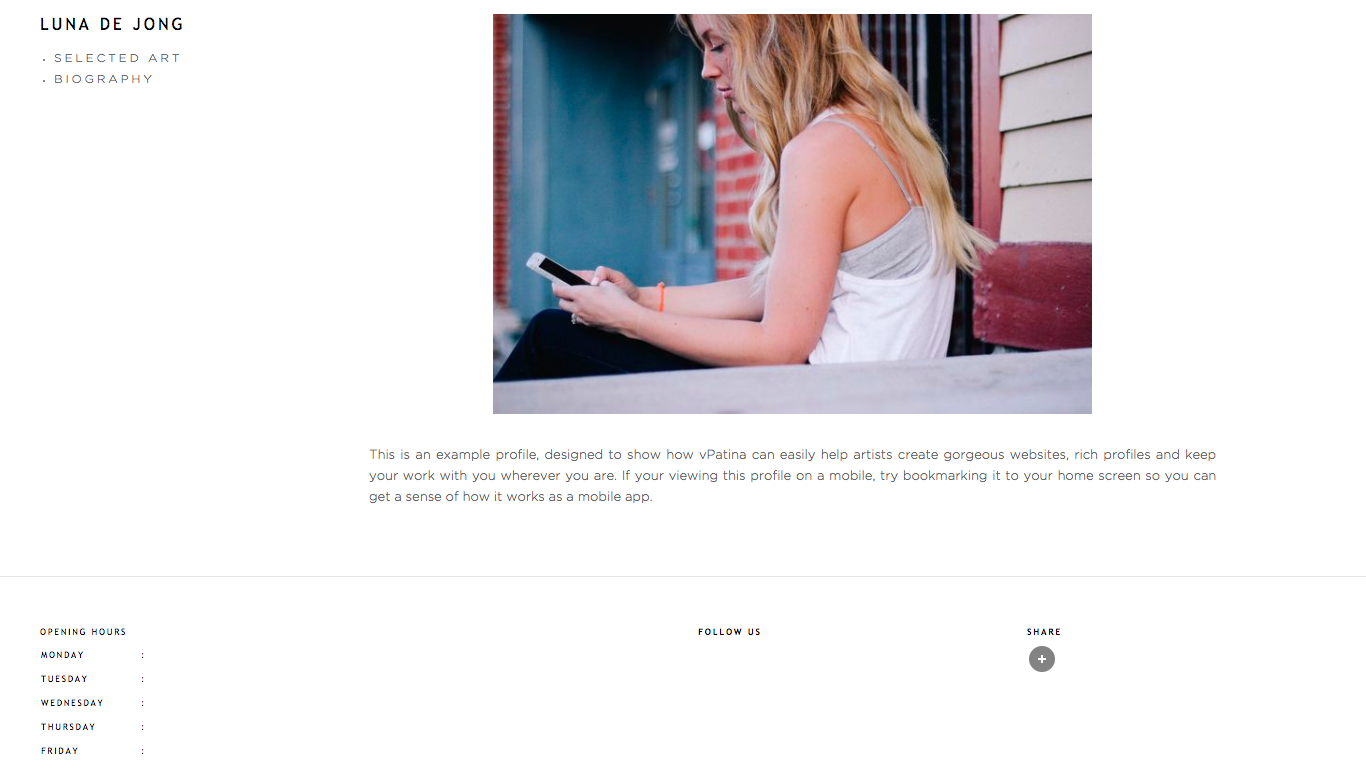 LUNA DE JONG
• SELECTED ART
• BIOGRAPHY
This is an example profile, designed to show how vPatina can easily help artists create gorgeous websites, rich profiles and keep
your work with you wherever you are. If your viewing this profile on a mobile, try bookmarking it to your home screen so you can
get a sense of how it works as a mobile app.
OPENING HOURS
MONDAY :
TUESDAY :
WEDNESDAY :
THURSDAY :
FRIDAY :
FOLLOW US
SHARE
+